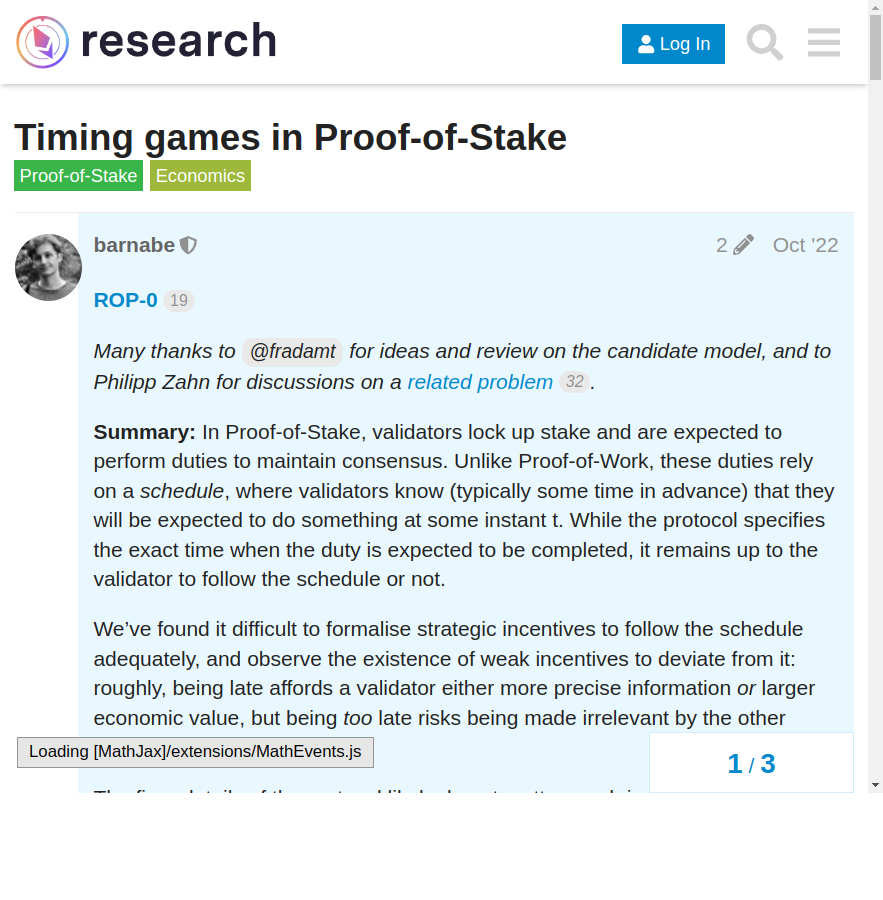 research
Log In
Timing games in Proof-of-Stake
Proof-of-Stake Economics
barnabe 2 Oct '22
ROP-0 19
Many thanks to @fradamt for ideas and review on the candidate model, and to
Philipp Zahn for discussions on a related problem 32.
Summary: In Proof-of-Stake, validators lock up stake and are expected to
perform duties to maintain consensus. Unlike Proof-of-Work, these duties rely
on a schedule, where validators know (typically some time in advance) that they
will be expected to do something at some instant t. While the protocol specifies
the exact time when the duty is expected to be completed, it remains up to the
validator to follow the schedule or not.
We’ve found it difficult to formalise strategic incentives to follow the schedule
adequately, and observe the existence of weak incentives to deviate from it:
roughly, being late affords a validator either more precise information or larger
economic value, but being too late risks being made irrelevant by the other
Loading [MathJax]/extensions/MathEvents.js
1 / 3